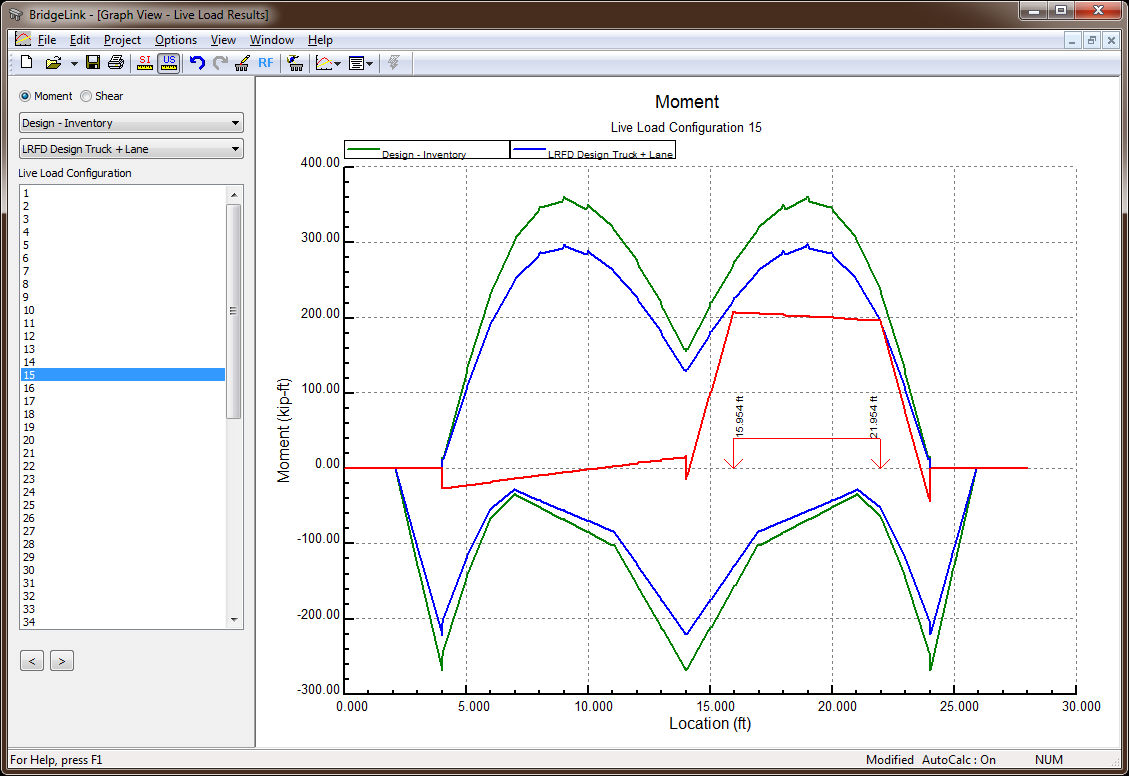 BridgeLink - [Graph View - Live Load Results]
File Edit Project Options View Window Help
SI US RF
Moment Shear
Design - Inventory
LRFD Design Truck + Lane
Live Load Configuration
1
2
3
4
5
6
7
8
9
10
11
12
13
14
15
16
17
18
19
20
21
22
23
24
25
26
27
28
29
30
31
32
33
34
< >
Moment
Live Load Configuration 15
Design - Inventory LRFD Design Truck + Lane
400.00
300.00
200.00
100.00
0.00
-100.00
-200.00
-300.00
Moment (kip-ft)
15.954 ft
21.954 ft
0.000 5.000 10.000 15.000 20.000 25.000 30.000
Location (ft)
For Help, press F1 Modified AutoCalc : On NUM